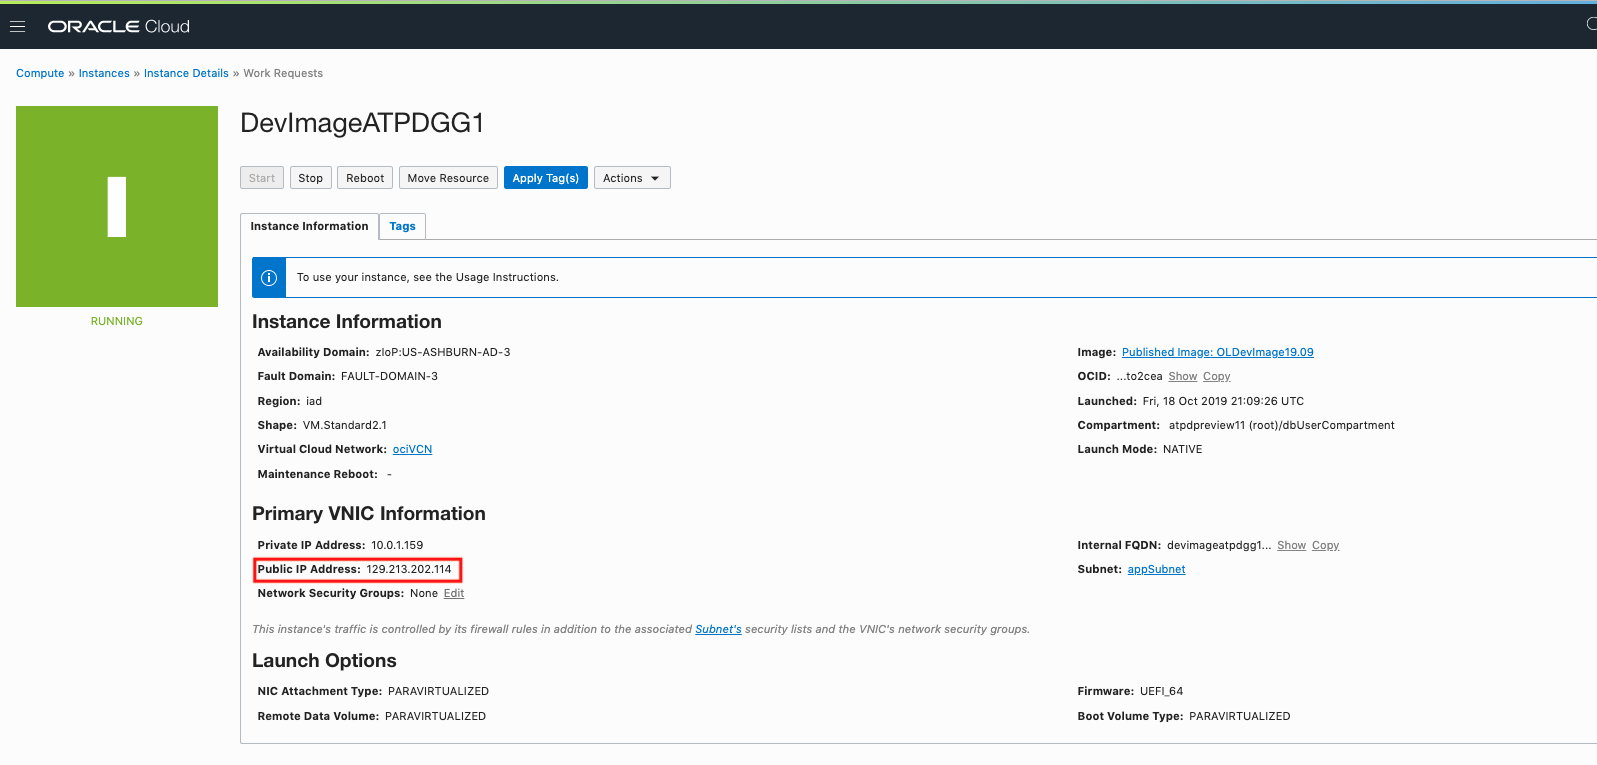 ORACLE Cloud
Compute » Instances » Instance Details » Work Requests
I
RUNNING
DevImageATPDGG1
Start Stop Reboot Move Resource Apply Tag(s) Actions
Instance Information Tags
To use your instance, see the Usage Instructions.
Instance Information
Availability Domain: zIoP:US-ASHBURN-AD-3
Fault Domain: FAULT-DOMAIN-3
Region: iad
Shape: VM.Standard2.1
Virtual Cloud Network: ociVCN
Maintenance Reboot: -
Image: Published Image: OLDevImage19.09
OCID: ...to2cea Show Copy
Launched: Fri, 18 Oct 2019 21:09:26 UTC
Compartment: atpdpreview11 (root)/dbUserCompartment
Launch Mode: NATIVE
Primary VNIC Information
Private IP Address: 10.0.1.159
Public IP Address: 129.213.202.114
Network Security Groups: None Edit
Internal FQDN: devimageatpdgg1... Show Copy
Subnet: appSubnet
This instance's traffic is controlled by its firewall rules in addition to the associated Subnet's security lists and the VNIC's network security groups.
Launch Options
NIC Attachment Type: PARAVIRTUALIZED
Remote Data Volume: PARAVIRTUALIZED
Firmware: UEFI_64
Boot Volume Type: PARAVIRTUALIZED